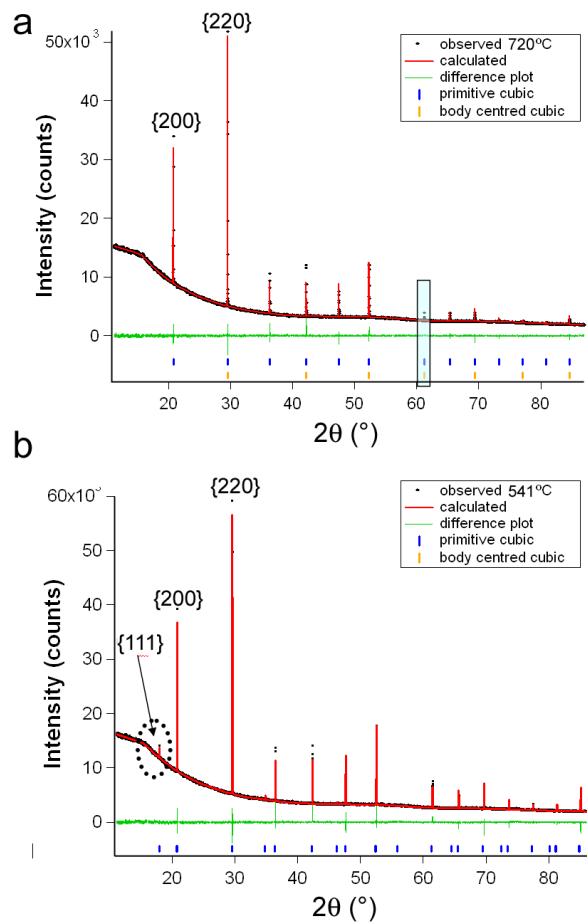 a
{220}
50x10³
40
30
20
10
0
{200}
Intensity (counts)
observed 720ºC
calculated
difference plot
primitive cubic
body centred cubic
20 30 40 50 60 70 80
2θ (°)
b
{220}
60x10³
50
40
30
20
10
0
{200}
{111}
Intensity (counts)
observed 541ºC
calculated
difference plot
primitive cubic
body centred cubic
20 30 40 50 60 70 80
2θ (°)